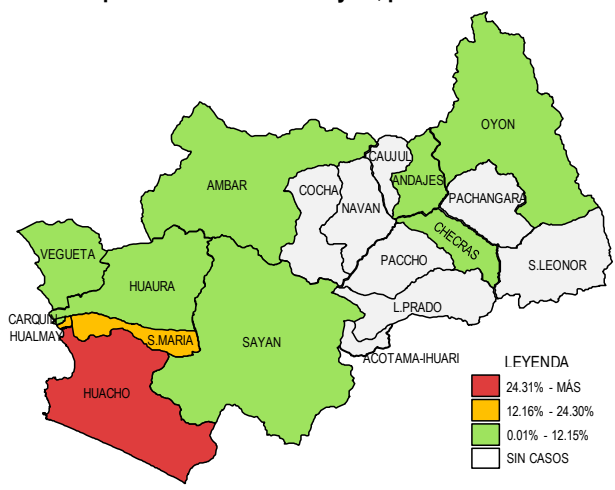 OYON
CAUJUL
AMBAR
COCHA
ANDAJES
PACHANGARA
NAVAN
CHECRAS
VEGUETA
PACCHO
S.LEONOR
HUAURA
L.PRADO
CARQUIN
S.MARIA
SAYAN
HUALMAY
ACOTAMA-IHUARI
HUACHO
LEYENDA
24.31% - MÁS
12.16% - 24.30%
0.01% - 12.15%
SIN CASOS